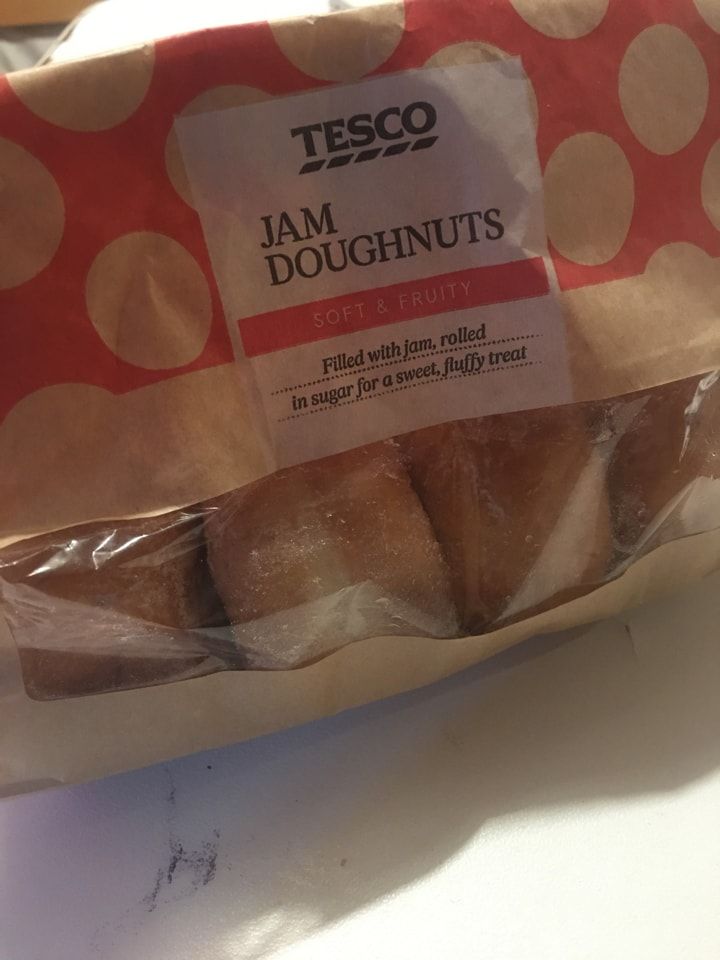 TESCO
JAM
DOUGHNUTS
SOFT & FRUITY
Filled with jam, rolled
in sugar for a sweet, fluffy treat